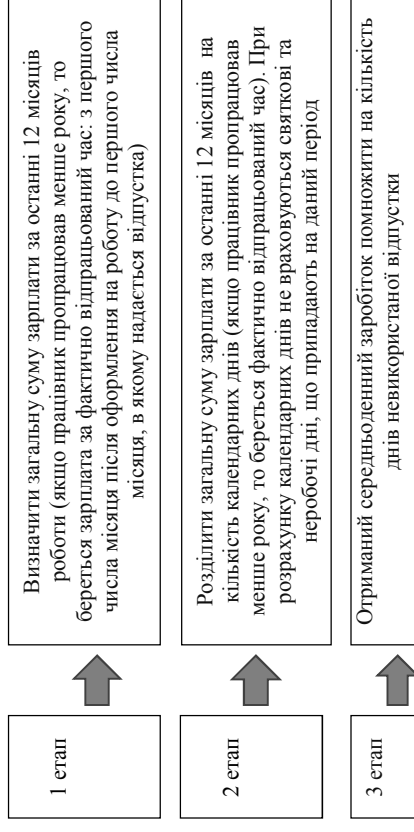 1 етап
Визначити загальну суму зарплати за останні 12 місяців
роботи (якщо працівник пропрацював менше року, то
береться зарплата за фактично відпрацьований час: з першого
числа місяця після оформлення на роботу до першого числа
місяця, в якому надається відпустка)
2 етап
Розділити загальну суму зарплати за останні 12 місяців на
кількість календарних днів (якщо працівник пропрацював
менше року, то береться фактично відпрацьований час). При
розрахунку календарних днів не враховуються святкові та
неробочі дні, що припадають на даний період
3 етап
Отриманий середньоденний заробіток помножити на кількість
днів невикористаної відпустки